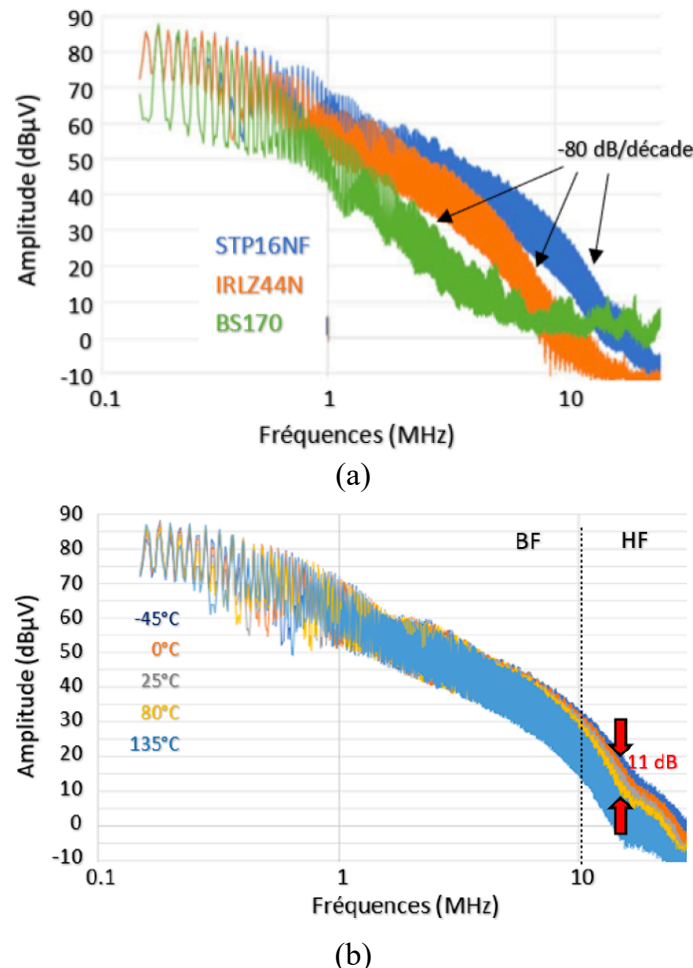 90
80
70
60
50
40
30
20
10
0
-10
Amplitude (dBµV)
-80 dB/décade
STP16NF
IRLZ44N
BS170
0.1 1 10
Fréquences (MHz)
(a)
90
80
70
60
50
40
30
20
10
0
-10
Amplitude (dBµV)
BF HF
-45°C
0°C
25°C
80°C
135°C
11 dB
0.1 1 10
Fréquences (MHz)
(b)